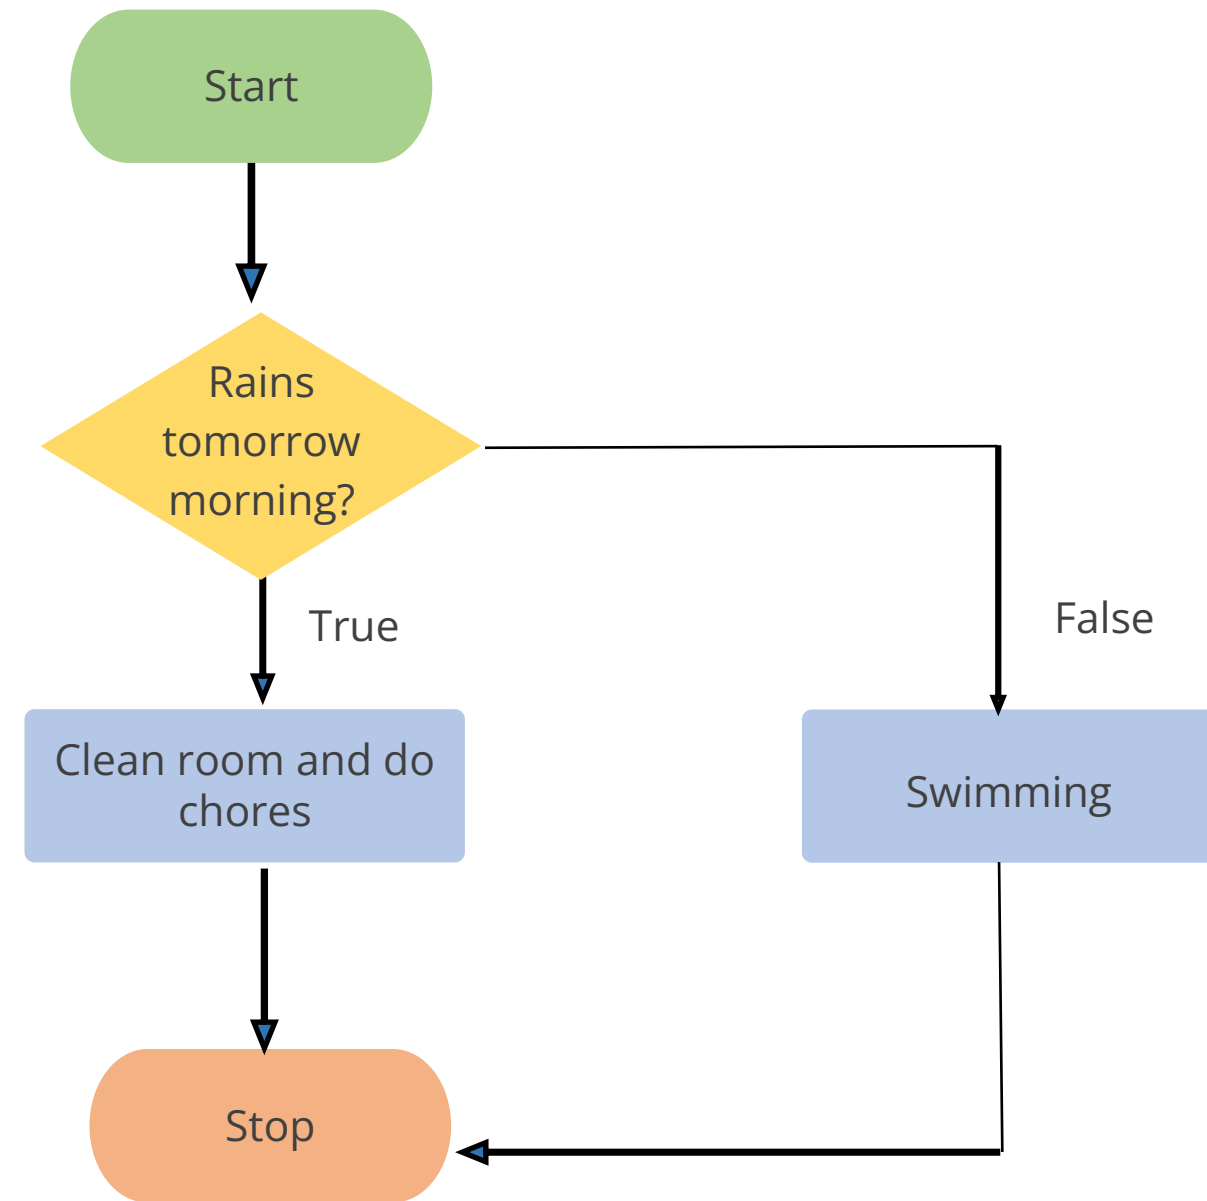 Start
Rains
tomorrow
morning?
True
False
Clean room and do
chores
Swimming
Stop